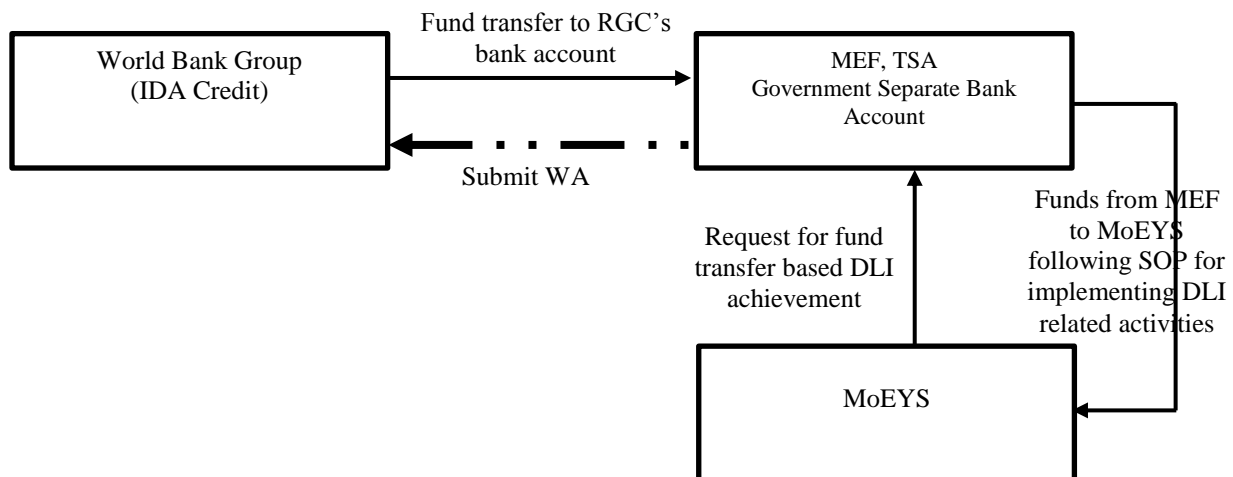 Fund transfer to RGC's
bank account
World Bank Group
(IDA Credit)
MEF, TSA
Government Separate Bank
Account
Submit WA
Request for fund
transfer based DLI
achievement
Funds from MEF
to MoEYS
following SOP for
implementing DLI
related activities
MoEYS